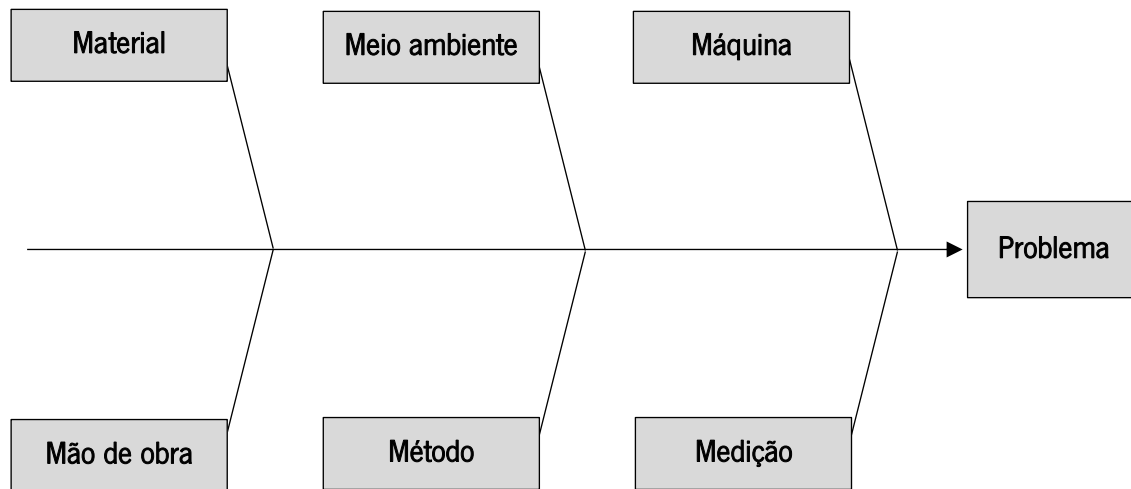 Material
Meio ambiente
Máquina
Problema
Mão de obra
Método
Medição